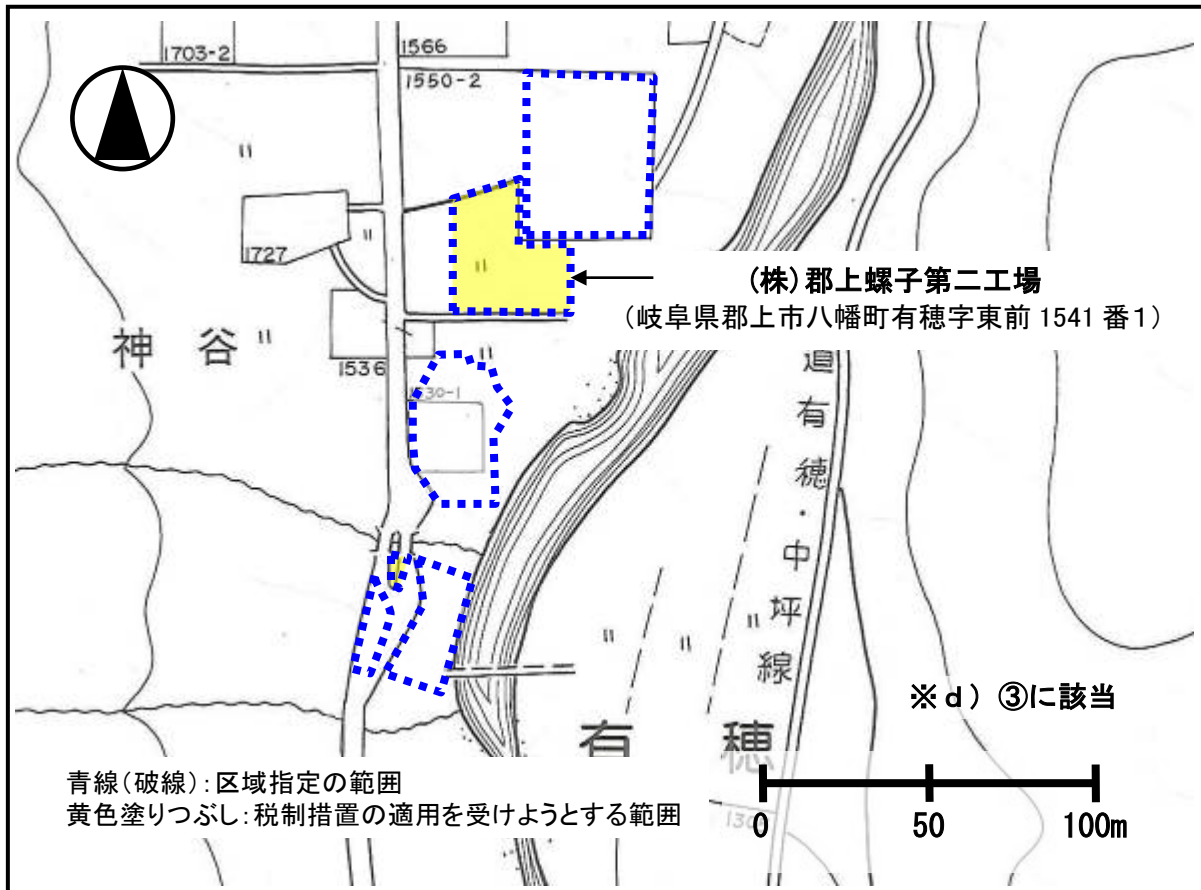 1703-2
1566
1550-2
1727
(株)郡上螺子第二工場
(岐阜県郡上市八幡町有穂字東前 1541 番1)
神谷
1536
1530-1
道有穂・中坪線
※d) ③に該当
有穂
青線(破線):区域指定の範囲
黄色塗りつぶし:税制措置の適用を受けようとする範囲
0 50 100m